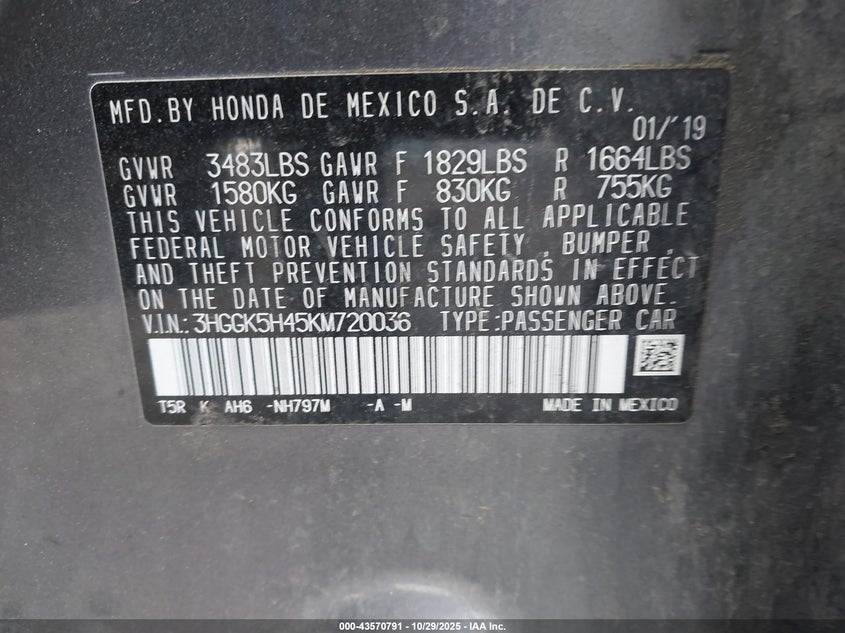 MFD.BY HONDA DE MEXICO S.A. DE C.V.
01/'19
GVWR 3483LBS GAWR F 1829LBS R 1664LBS
GVWR 1580KG GAWR F 830KG R 755KG
THIS VEHICLE CONFORMS TO ALL APPLICABLE
FEDERAL MOTOR VEHICLE SAFETY , BUMPER ,
AND THEFT PREVENTION STANDARDS IN EFFECT
ON THE DATE OF MANUFACTURE SHOWN ABOVE.
V.I.N.: 3HGGK5H45KM720036 TYPE:PASSENGER CAR
T5R K AH6 -NH797M -A -M MADE IN MEXICO
000-43570791 - 10/29/2025 - IAA Inc.